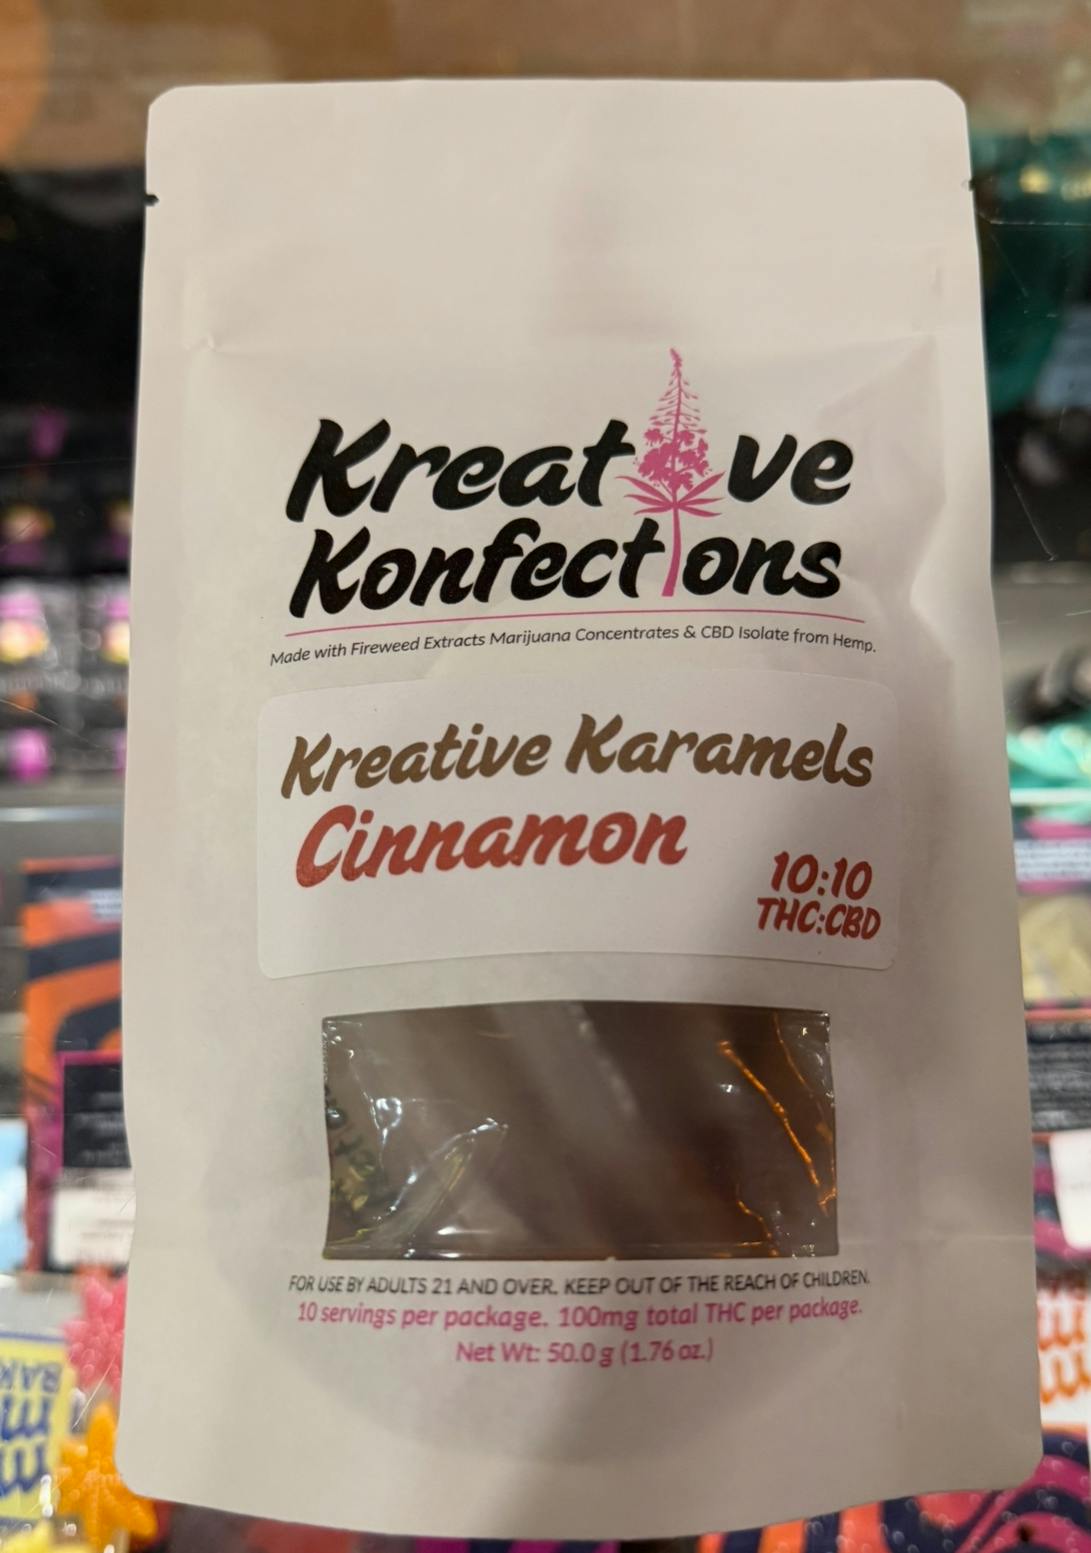 Kreative
Konfections
Made with Fireweed Extracts Marijuana Concentrates & CBD Isolate from Hemp.
Kreative Karamels
Cinnamon
10:10
THC:CBD
FOR USE BY ADULTS 21 AND OVER. KEEP OUT OF THE REACH OF CHILDREN.
10 servings per package. 100mg total THC per package.
Net Wt: 50.0 g (1.76 oz.)